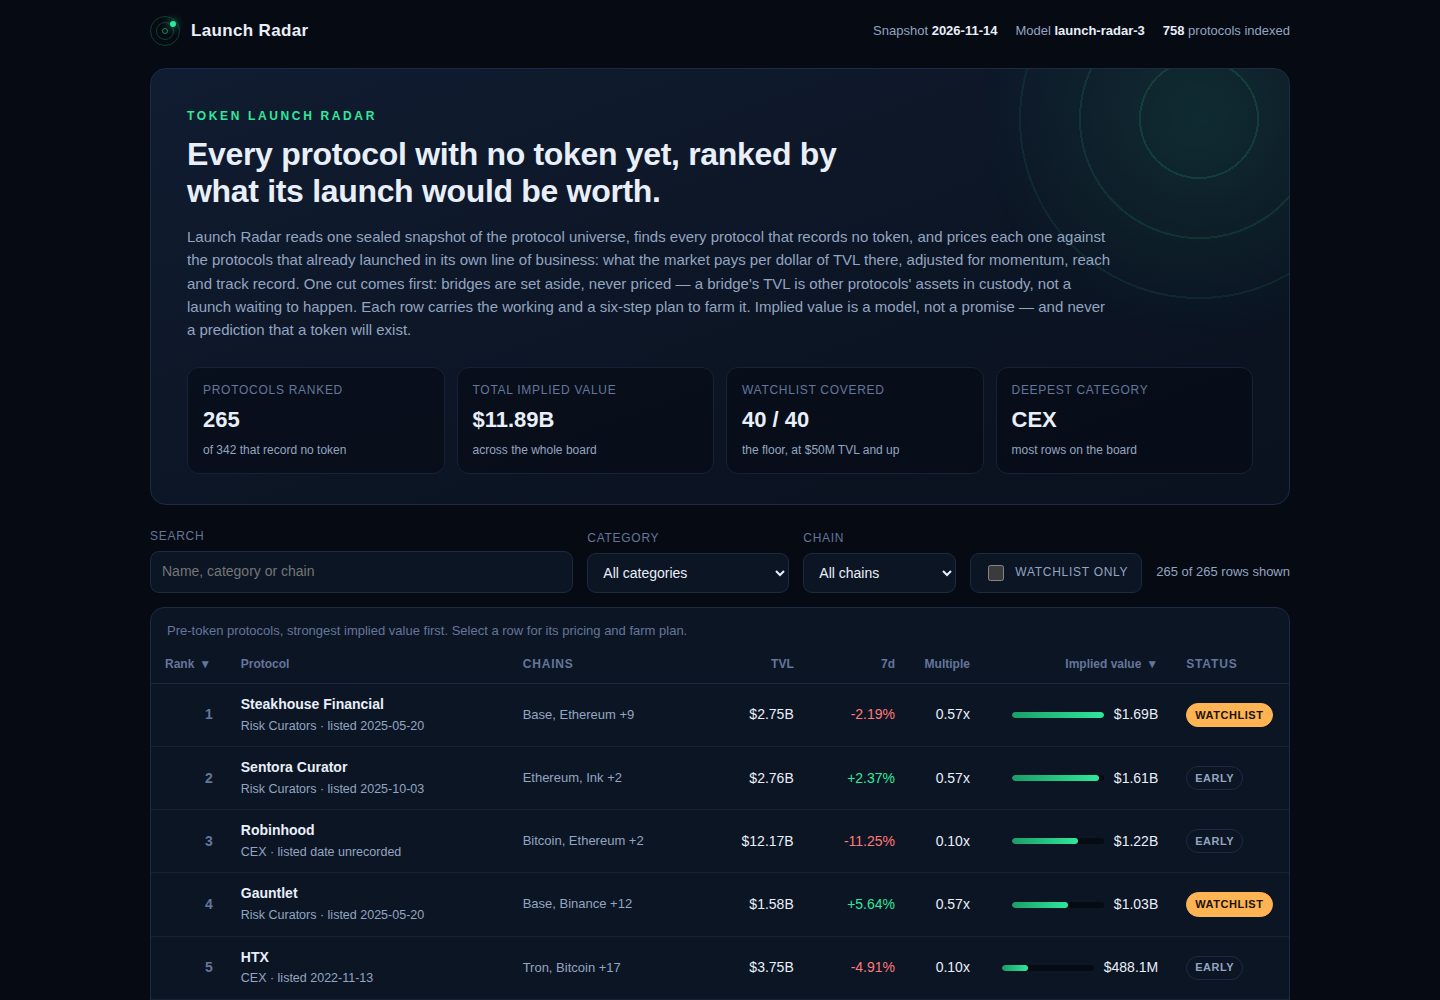 Launch Radar
Snapshot 2026-11-14 Model launch-radar-3 758 protocols indexed
TOKEN LAUNCH RADAR
Every protocol with no token yet, ranked by
what its launch would be worth.
Launch Radar reads one sealed snapshot of the protocol universe, finds every protocol that records no token, and prices each one against
the protocols that already launched in its own line of business: what the market pays per dollar of TVL there, adjusted for momentum, reach
and track record. One cut comes first: bridges are set aside, never priced — a bridge's TVL is other protocols' assets in custody, not a
launch waiting to happen. Each row carries the working and a six-step plan to farm it. Implied value is a model, not a promise — and never
a prediction that a token will exist.
PROTOCOLS RANKED
265
of 342 that record no token
TOTAL IMPLIED VALUE
$11.89B
across the whole board
WATCHLIST COVERED
40 / 40
the floor, at $50M TVL and up
DEEPEST CATEGORY
CEX
most rows on the board
SEARCH
Name, category or chain
CATEGORY
All categories
CHAIN
All chains
WATCHLIST ONLY
265 of 265 rows shown
Pre-token protocols, strongest implied value first. Select a row for its pricing and farm plan.
Rank ▼ Protocol CHAINS TVL 7d Multiple Implied value ▼ STATUS
1 Steakhouse Financial Base, Ethereum +9 $2.75B -2.19% 0.57x $1.69B WATCHLIST
Risk Curators · listed 2025-05-20
2 Sentora Curator Ethereum, Ink +2 $2.76B +2.37% 0.57x $1.61B EARLY
Risk Curators · listed 2025-10-03
3 Robinhood Bitcoin, Ethereum +2 $12.17B -11.25% 0.10x $1.22B EARLY
CEX · listed date unrecorded
4 Gauntlet Base, Binance +12 $1.58B +5.64% 0.57x $1.03B WATCHLIST
Risk Curators · listed 2025-05-20
5 HTX Tron, Bitcoin +17 $3.75B -4.91% 0.10x $488.1M EARLY
CEX · listed 2022-11-13